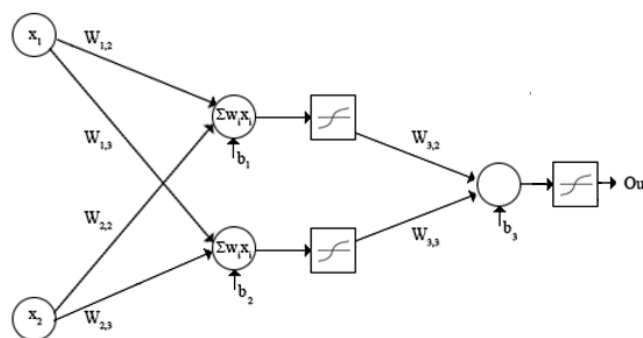 x1
W1,2
Σwixi
b1
W1,3
W3,2
Ou
W2,2
b3
W3,3
Σwixi
b2
x2
W2,3